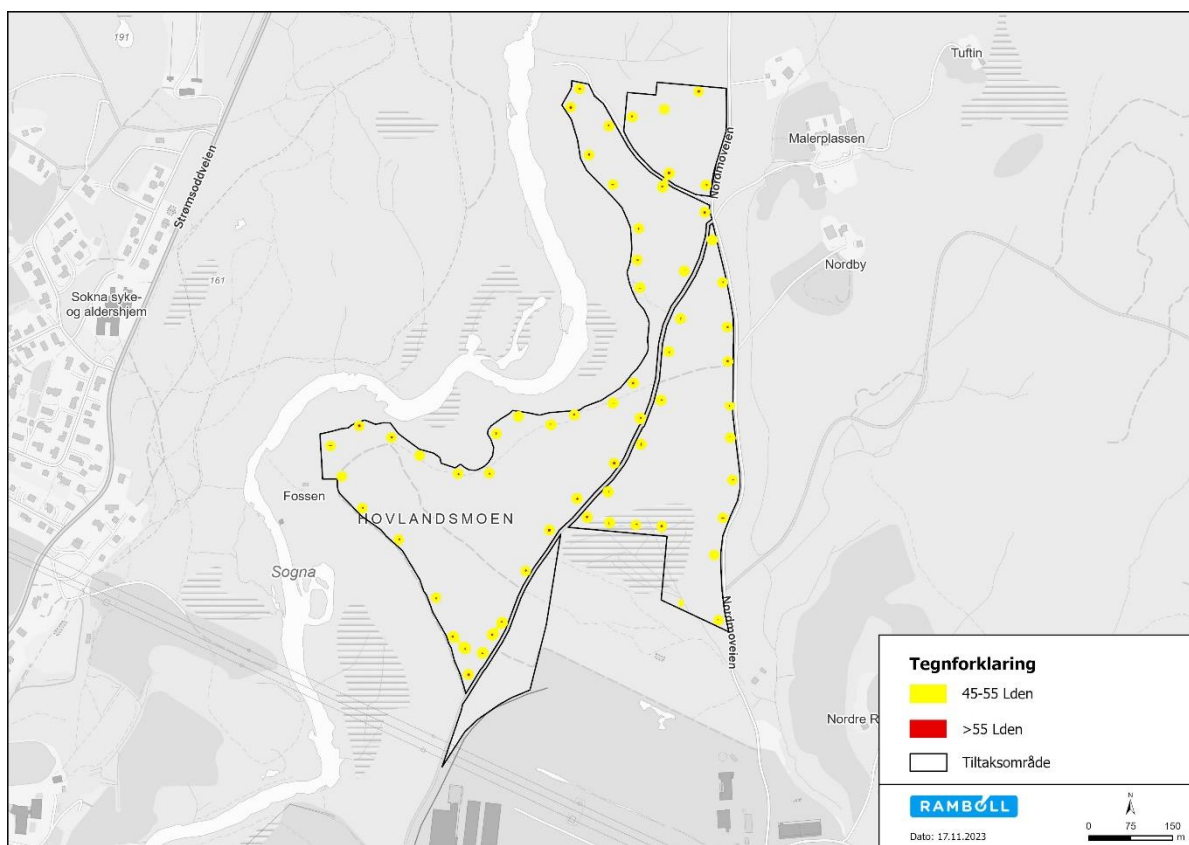 191
Tuftin
Malerplassen
Nordmoveien
Strømsoddveien
Nordby
161
Sokna syke-
og aldershjem
Fossen
HOVLANDSMOEN
Sogna
Nordmoveien
Nordre R
Tegnforklaring
45-55 Lden
>55 Lden
Tiltaksområde
RAMBOLL
N
0 75 150
m
Dato: 17.11.2023